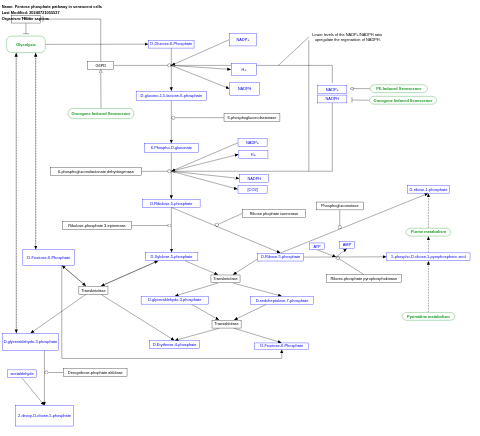 Name: Pentose phosphate pathway in senescent cells
Last Modified: 20240721055537
Organism: Homo sapiens
Glycolysis
D-Glucose-6-Phosphate
NADP+
Lower levels of the NADP+/NADPH ratio
upregulate the regeneration of NADPH.
G6PD
H+
NADPH
NADP+
NADPH
PS-Induced Senescence
Oncogene Induced Senescence
D-glucono-1,5-lactone-6-phosphate
Oncogene-Induced Senescence
6-phosphogluconolactonase
6-Phospho-D-gluconate
NADP+
H+
6-phosphogluconolactonate dehydrogenase
NADPH
[CO2]
D-ribose-1-phosphate
D-Ribulose-5-phosphate
Ribose phosphate isomerase
Phosphoglucomutase
Ribulose-phosphate 3-epimerase
Purine metabolism
ATP
AMP
D-Fructose-6-Phosphate
D-Xylulose-5-phosphate
D-Ribose-5-phosphate
5-phospho-D-ribose-1-pyrophosphoric acid
Transketolase
Ribose-phosphate pyrophosphokinase
Transketolase
D-glyceraldehyde-3-phosphate
D-sedoheptulose-7-phosphate
Pyrimidine metabolism
Transaldolase
D-glyceraldehyde-3-phosphate
D-Erythrose-4-phosphate
D-Fructose-6-Phosphate
acetaldehyde
Deoxyribose-phosphate aldolase
2-deoxy-D-ribose-5-phosphate